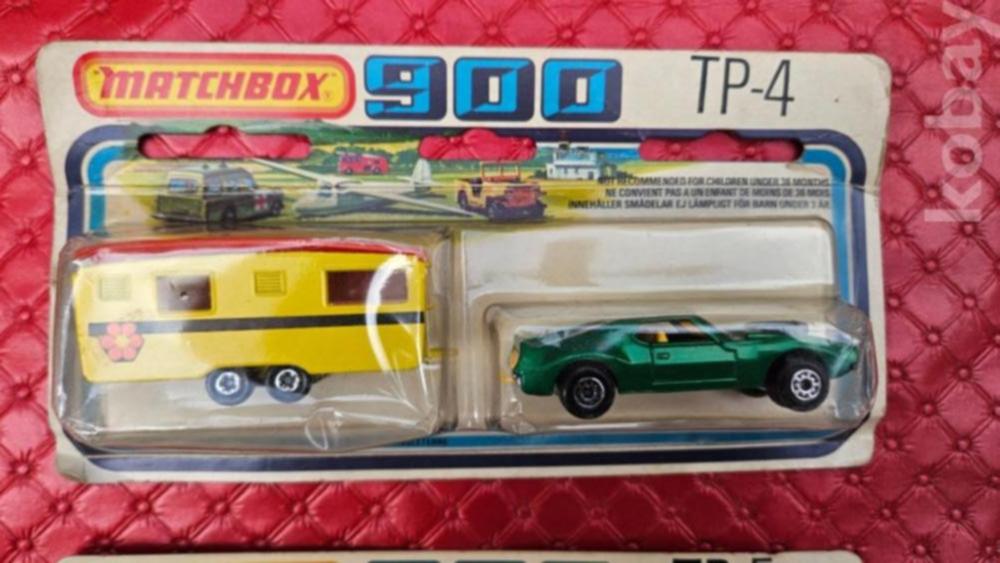 MATCHBOX
900
TP-4
NOT RECOMMENDED FOR CHILDREN UNDER 36 MONTHS
NE CONVIENT PAS A UN ENFANT DE MOINS DE 36 MOIS
INNEHÅLLER SMÅDELAR EJ LÄMPLIGT FÖR BARN UNDER 3 ÅR
kobay